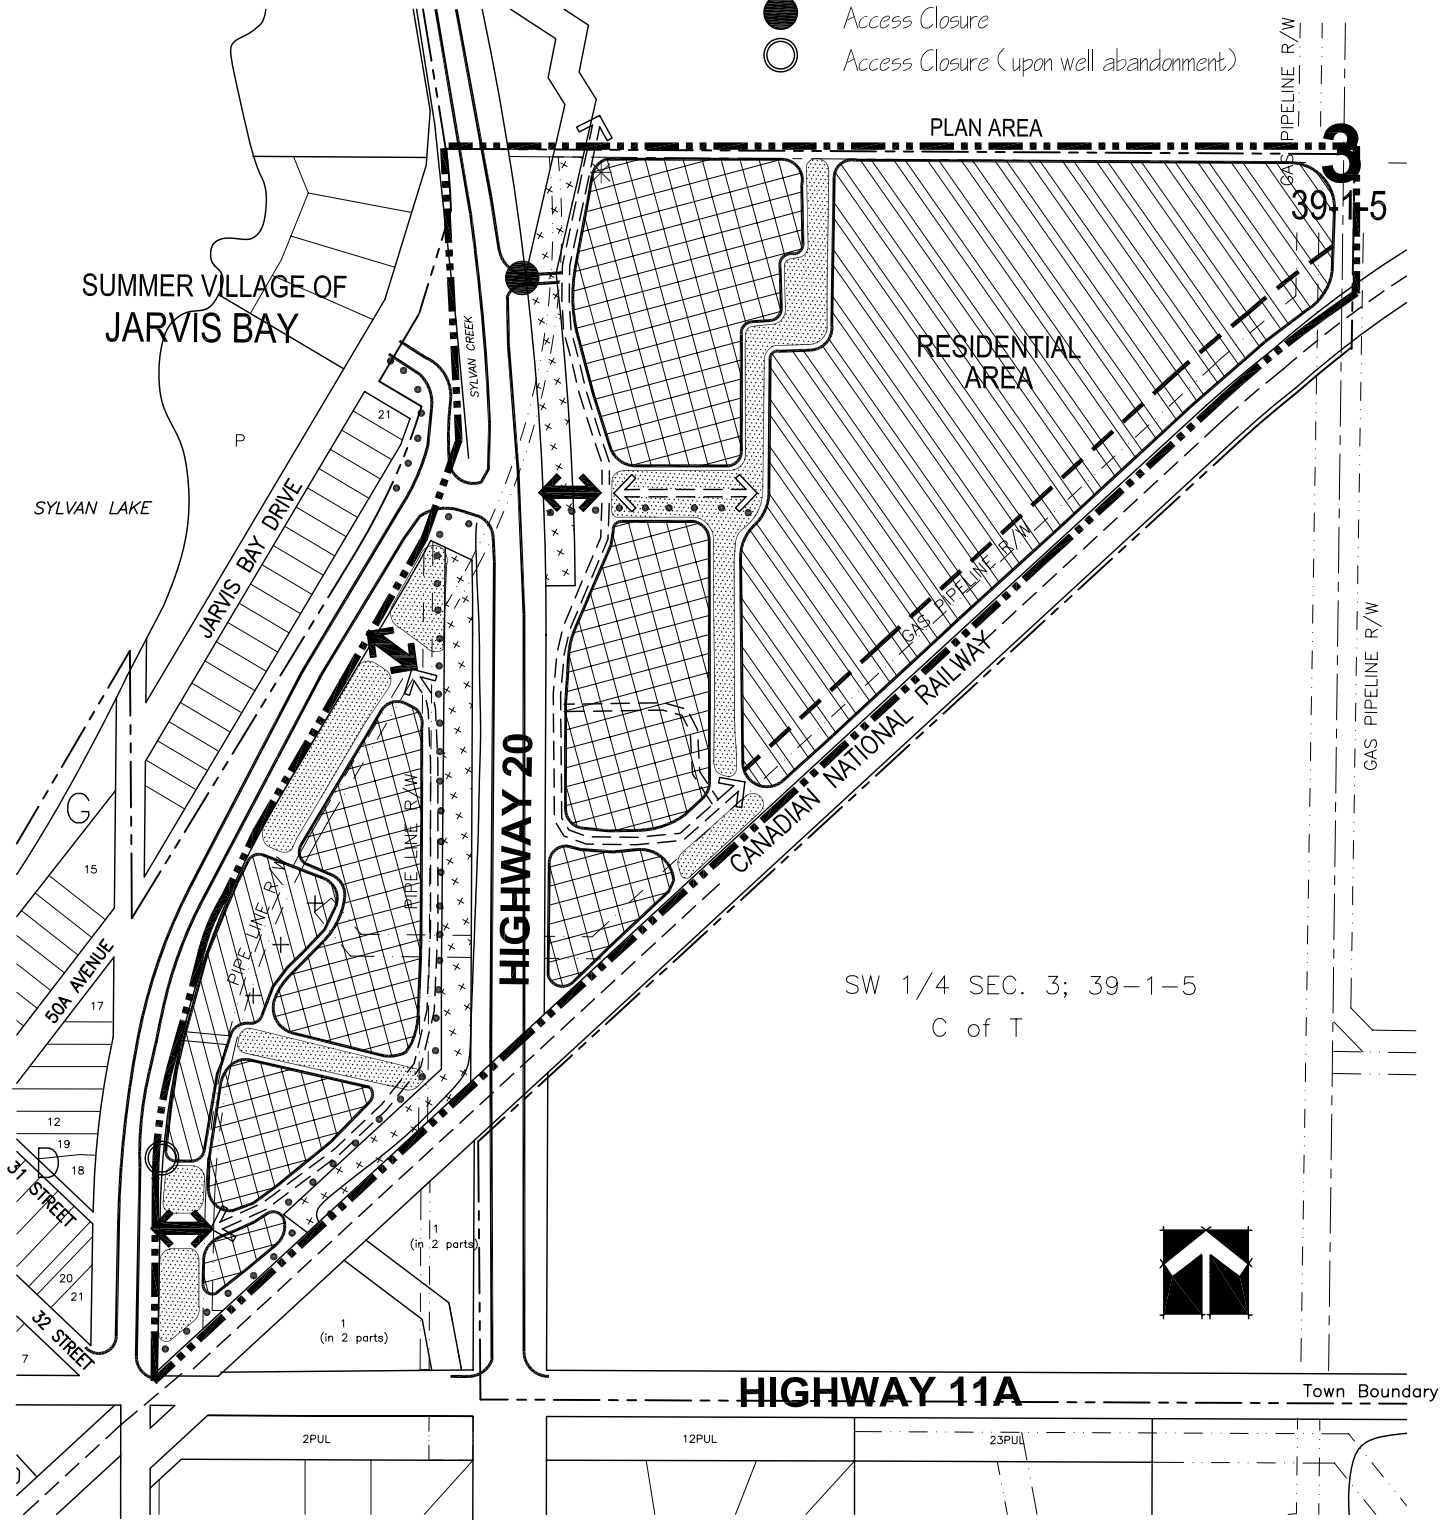 Access Closure
Access Closure ( upon well abandonment)
GAS PIPELINE R/W
PLAN AREA
3
39-1-5
SUMMER VILLAGE OF
JARVIS BAY
SYLVAN CREEK
RESIDENTIAL
AREA
21
P
SYLVAN LAKE
JARVIS BAY DRIVE
GAS PIPELINE R/W
CANADIAN NATIONAL RAILWAY
GAS PIPELINE R/W
HIGHWAY 20
PIPE LINE R/W
G
15
PIPE LINE R/W
50A AVENUE
17
SW 1/4 SEC. 3; 39-1-5
C of T
12
19
18
D
31 STREET
1
(in 2 parts)
20
21
1
(in 2 parts)
32 STREET
7
HIGHWAY 11A
Town Boundary
2PUL
12PUL
23PUL